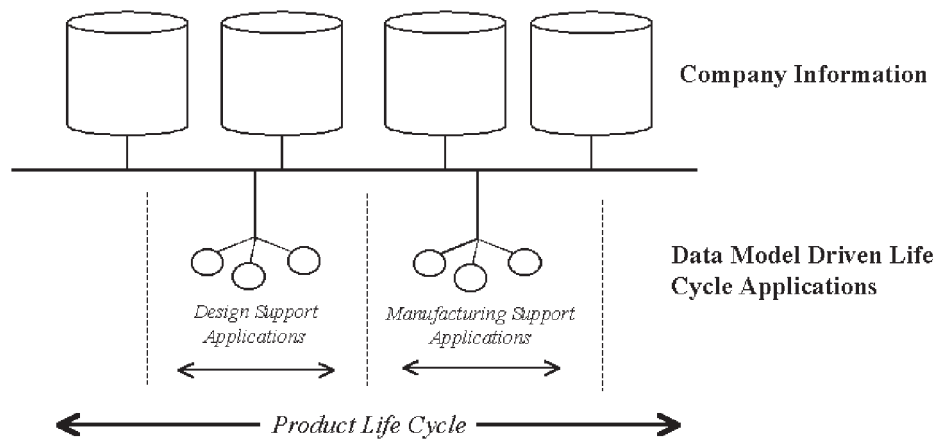 Company Information
Data Model Driven Life
Cycle Applications
Design Support
Applications
Manufacturing Support
Applications
Product Life Cycle